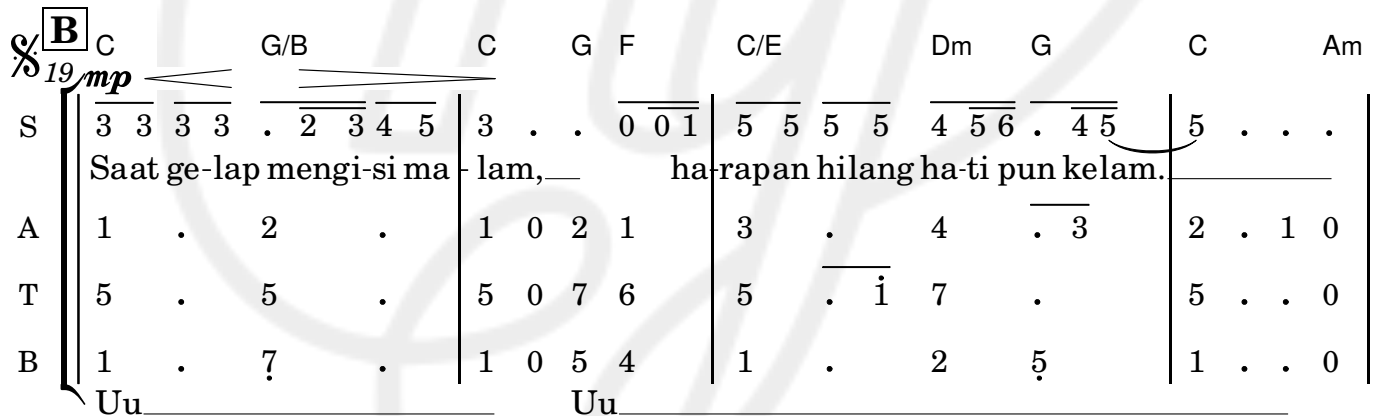 B
C G/B C G F C/E Dm G C Am
19 mp
S 3 3 3 3 . 2 3 4 5 3 . . 0 0 1 5 5 5 5 4 5 6 . 4 5 5 . . .
Saat ge-lap mengi-si ma - lam, ha-rapan hilang ha-ti pun kelam.
A 1 . 2 . 1 0 2 1 3 . 4 . 3 2 . 1 0
T 5 . 5 . 5 0 7 6 5 . 1̇ 7 . 5 . . 0
B 1 . 7̣ . 1 0 5 4 1 . 2 5̣ 1 . . 0
Uu Uu